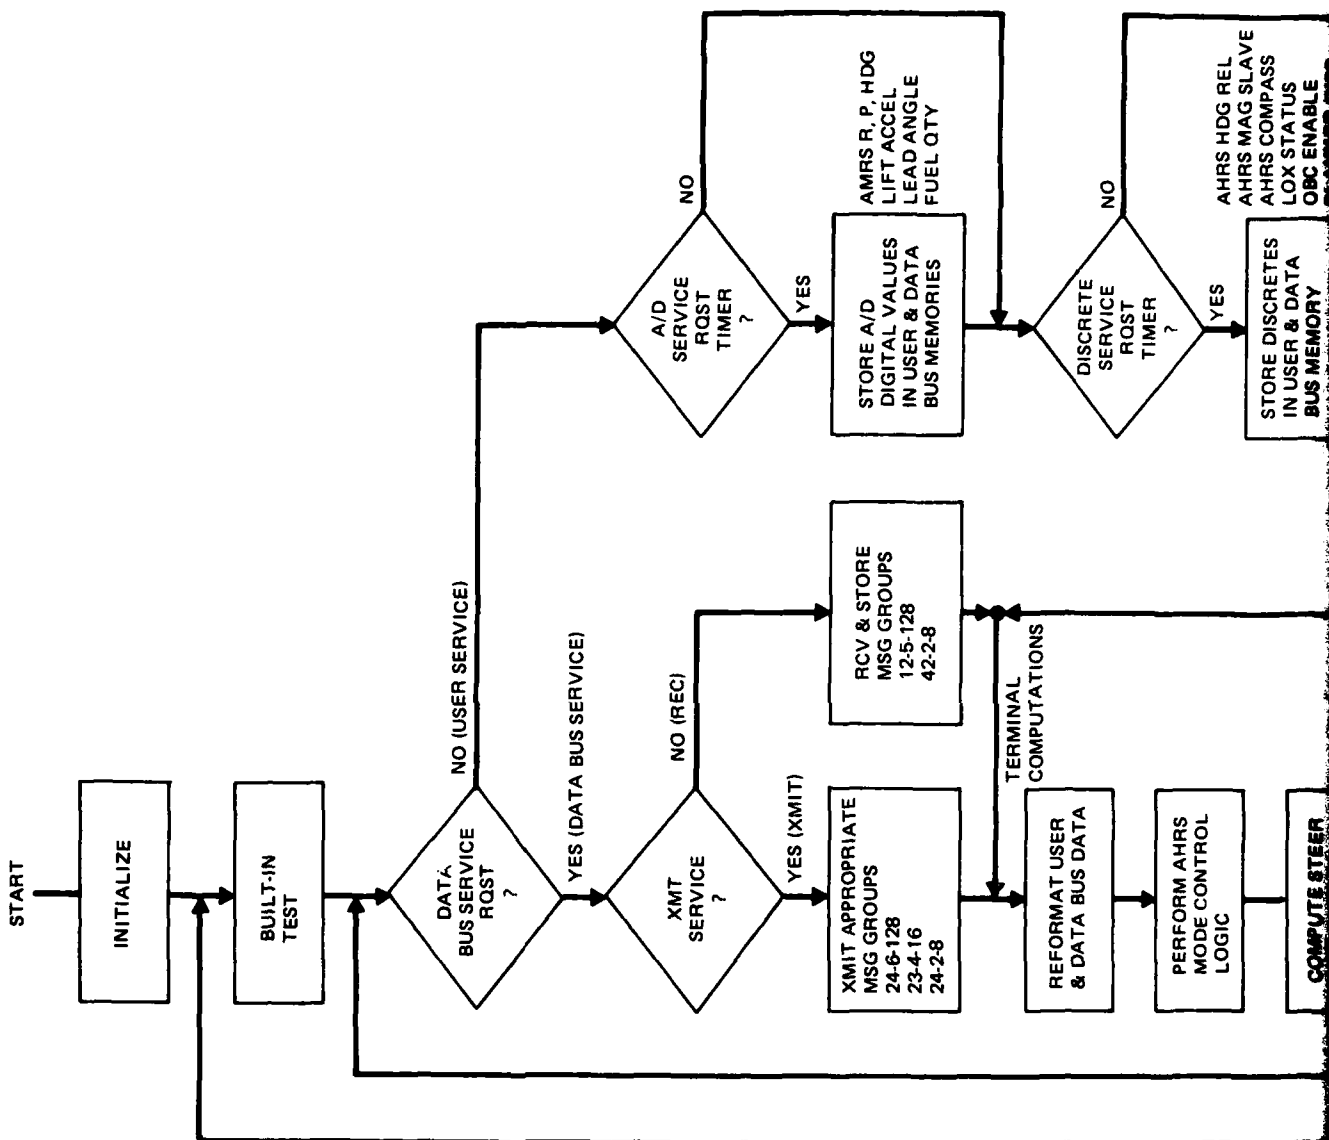 START
INITIALIZE
BUILT-IN
TEST
DATA
BUS SERVICE
RQST
?
NO (USER SERVICE)
YES (DATA BUS SERVICE)
XMT
SERVICE
?
NO (REC)
YES (XMIT)
XMIT APPROPRIATE
MSG GROUPS
24-6-128
23-4-16
24-2-8
RCV & STORE
MSG GROUPS
12-5-128
42-2-8
TERMINAL
COMPUTATIONS
REFORMAT USER
& DATA BUS DATA
PERFORM AHRS
MODE CONTROL
LOGIC
COMPUTE STEER
A/D
SERVICE
RQST
TIMER
?
NO
YES
STORE A/D
DIGITAL VALUES
IN USER & DATA
BUS MEMORIES
AMRS R, P, HDG
LIFT ACCEL
LEAD ANGLE
FUEL QTY
DISCRETE
SERVICE
RQST
TIMER
?
NO
YES
STORE DISCRETES
IN USER & DATA
BUS MEMORY
AHRS HDG REL
AHRS MAG SLAVE
AHRS COMPASS
LOX STATUS
OBC ENABLE